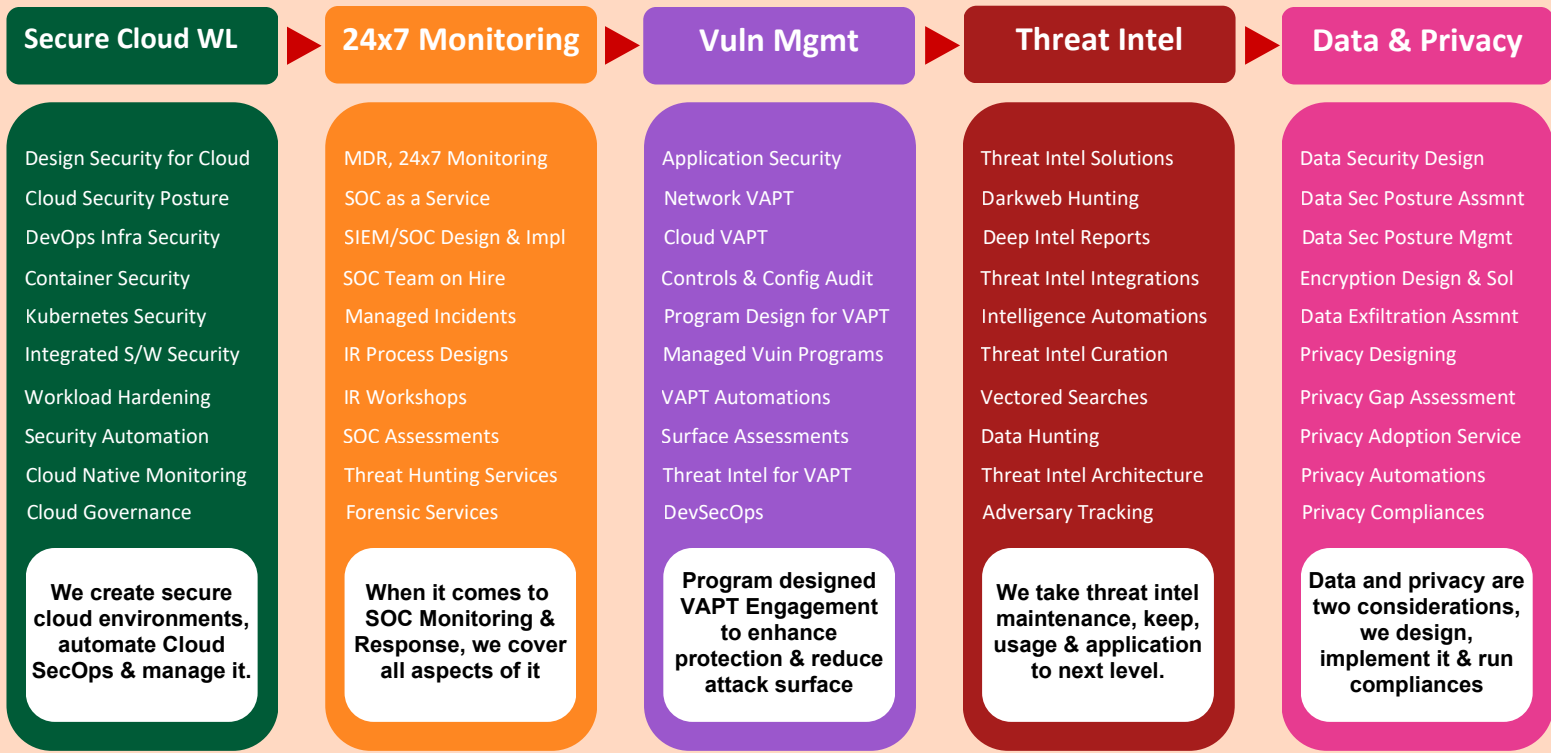 Secure Cloud WL
24x7 Monitoring
Vuln Mgmt
Threat Intel
Data & Privacy
Design Security for Cloud
Cloud Security Posture
DevOps Infra Security
Container Security
Kubernetes Security
Integrated S/W Security
Workload Hardening
Security Automation
Cloud Native Monitoring
Cloud Governance
We create secure
cloud environments,
automate Cloud
SecOps & manage it.
MDR, 24x7 Monitoring
SOC as a Service
SIEM/SOC Design & Impl
SOC Team on Hire
Managed Incidents
IR Process Designs
IR Workshops
SOC Assessments
Threat Hunting Services
Forensic Services
When it comes to
SOC Monitoring &
Response, we cover
all aspects of it
Application Security
Network VAPT
Cloud VAPT
Controls & Config Audit
Program Design for VAPT
Managed Vuin Programs
VAPT Automations
Surface Assessments
Threat Intel for VAPT
DevSecOps
Program designed
VAPT Engagement
to enhance
protection & reduce
attack surface
Threat Intel Solutions
Darkweb Hunting
Deep Intel Reports
Threat Intel Integrations
Intelligence Automations
Threat Intel Curation
Vectored Searches
Data Hunting
Threat Intel Architecture
Adversary Tracking
We take threat intel
maintenance, keep,
usage & application
to next level.
Data Security Design
Data Sec Posture Assmnt
Data Sec Posture Mgmt
Encryption Design & Sol
Data Exfiltration Assmnt
Privacy Designing
Privacy Gap Assessment
Privacy Adoption Service
Privacy Automations
Privacy Compliances
Data and privacy are
two considerations,
we design,
implement it & run
compliances